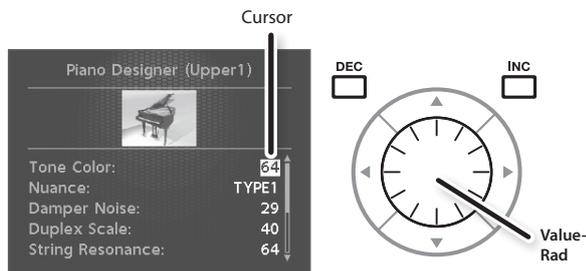 Cursor
Piano Designer (Upper1)
Tone Color: 64
Nuance: TYPE1
Damper Noise: 29
Duplex Scale: 40
String Resonance: 64
DEC
INC
Value-
Rad